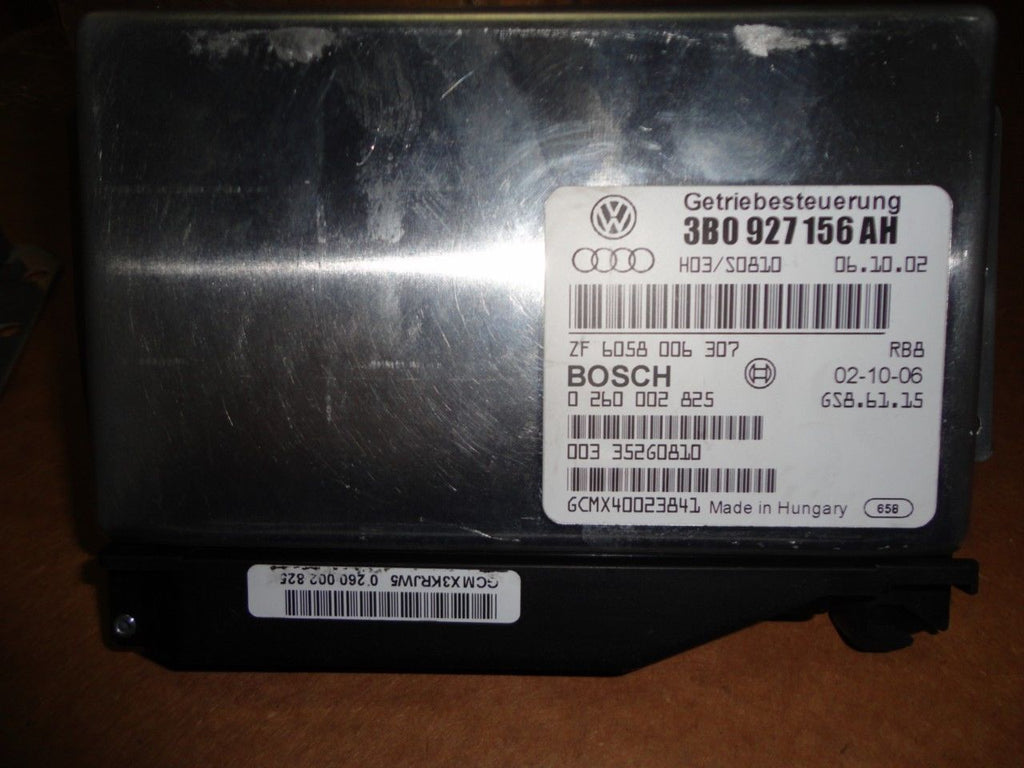 Getriebesteuerung
3B0 927 156 AH
H03/S0810 06.10.02
ZF 6058 006 307 RB8
BOSCH 02-10-06
0 260 002 825 GS8.61.15
003 35260810
GCMX40023841 Made in Hungary 658
GCMX3KRJW5 0 260 002 825